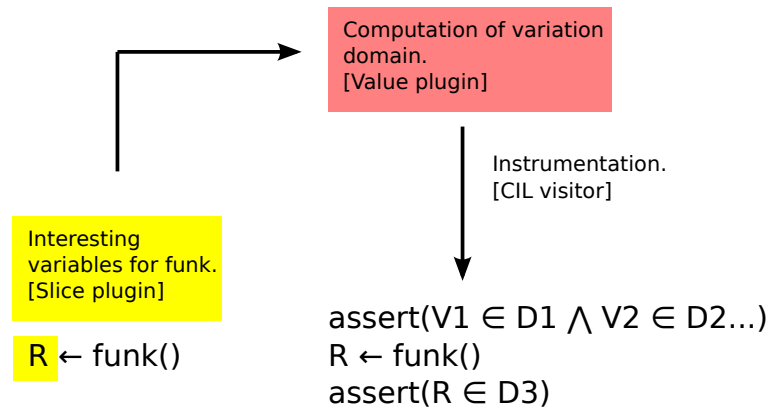 Computation of variation
domain.
[Value plugin]
Instrumentation.
[CIL visitor]
Interesting
variables for funk.
[Slice plugin]
R ← funk()
assert(V1 ∈ D1 ⋀ V2 ∈ D2...)
R ← funk()
assert(R ∈ D3)